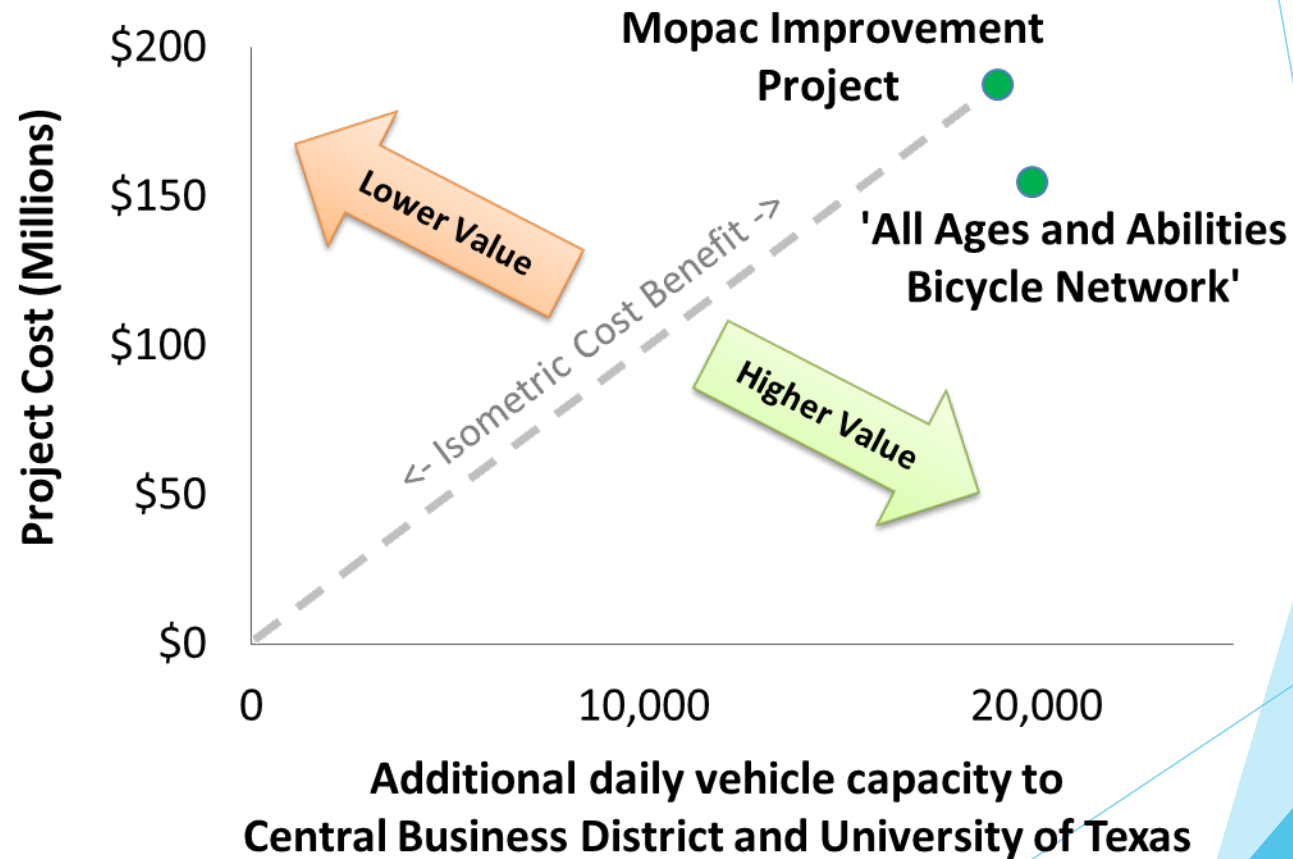 Mopac Improvement
Project
$200
$150
$100
$50
$0
Project Cost (Millions)
Lower Value
<- Isometric Cost Benefit ->
Higher Value
'All Ages and Abilities
Bicycle Network'
0
10,000
20,000
Additional daily vehicle capacity to
Central Business District and University of Texas